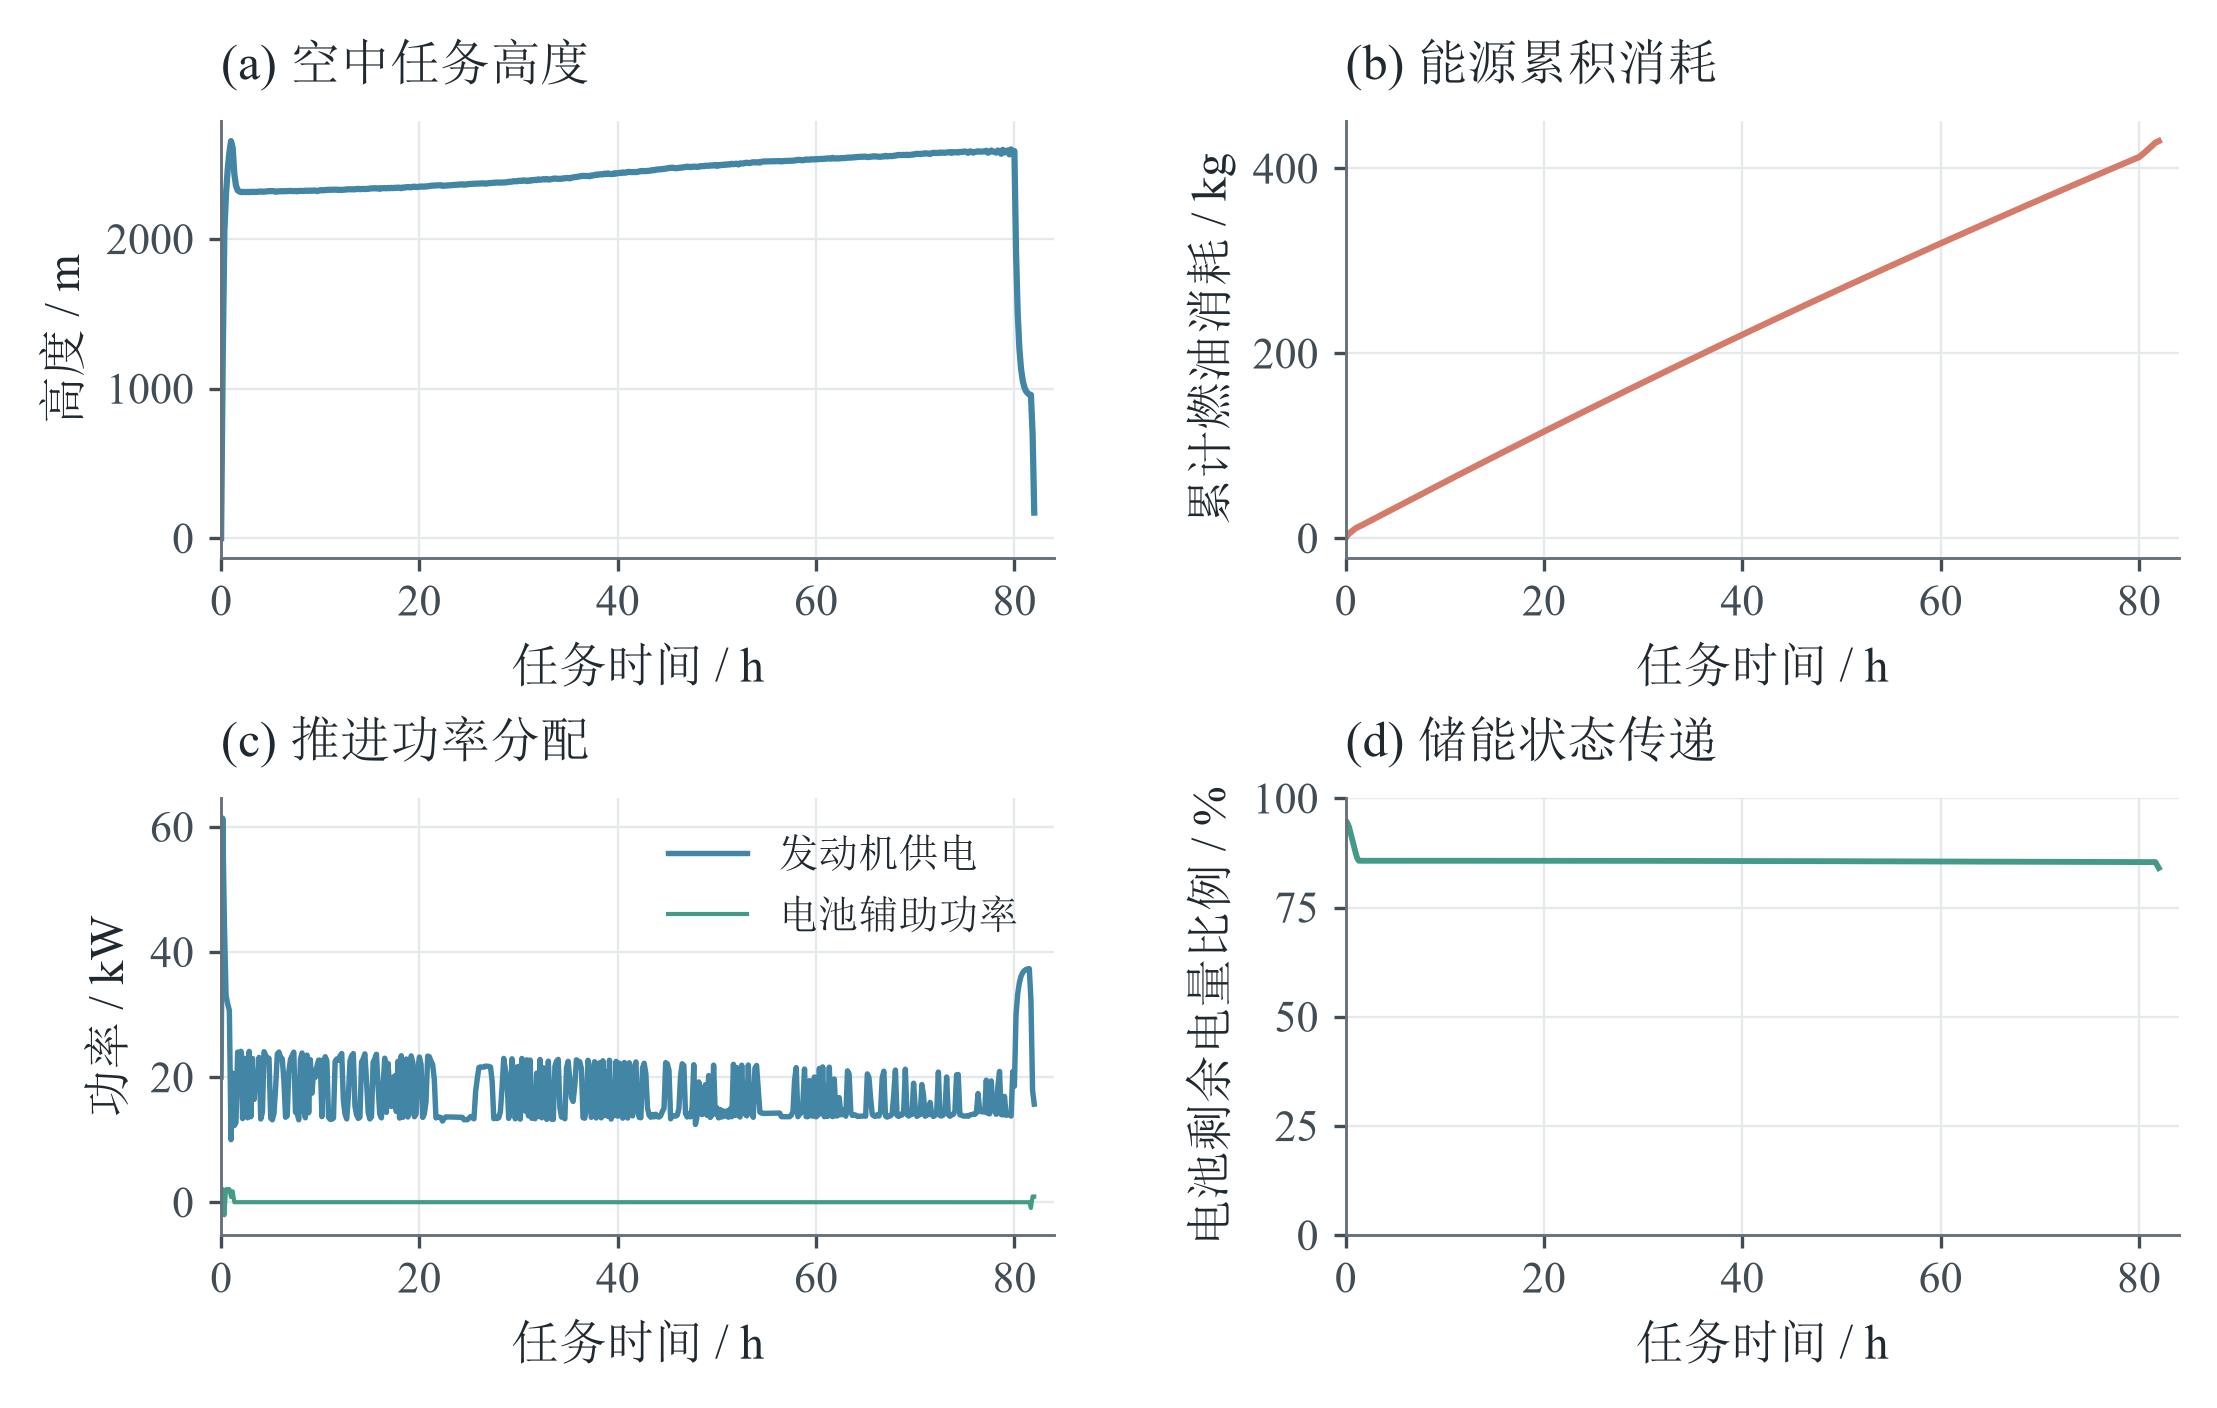 (a) 空中任务高度
高度 / m
2000
1000
0
0 20 40 60 80
任务时间 / h
(b) 能源累积消耗
累计燃油消耗 / kg
400
200
0
0 20 40 60 80
任务时间 / h
(c) 推进功率分配
功率 / kW
60
40
20
0
发动机供电
电池辅助功率
0 20 40 60 80
任务时间 / h
(d) 储能状态传递
电池剩余电量比例 / %
100
75
50
25
0
0 20 40 60 80
任务时间 / h